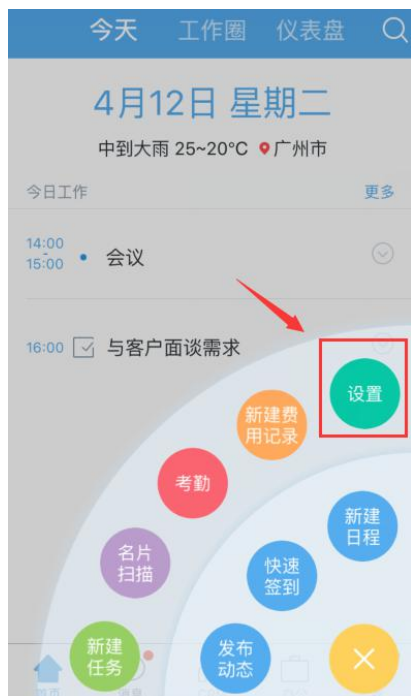 今天 工作圈 仪表盘
4月12日 星期二
中到大雨 25~20°C 广州市
今日工作 更多
14:00
-
15:00
会议
16:00 与客户面谈需求
设置
新建费
用记录
考勤
新建
日程
名片
扫描
快速
签到
新建
任务
发布
动态